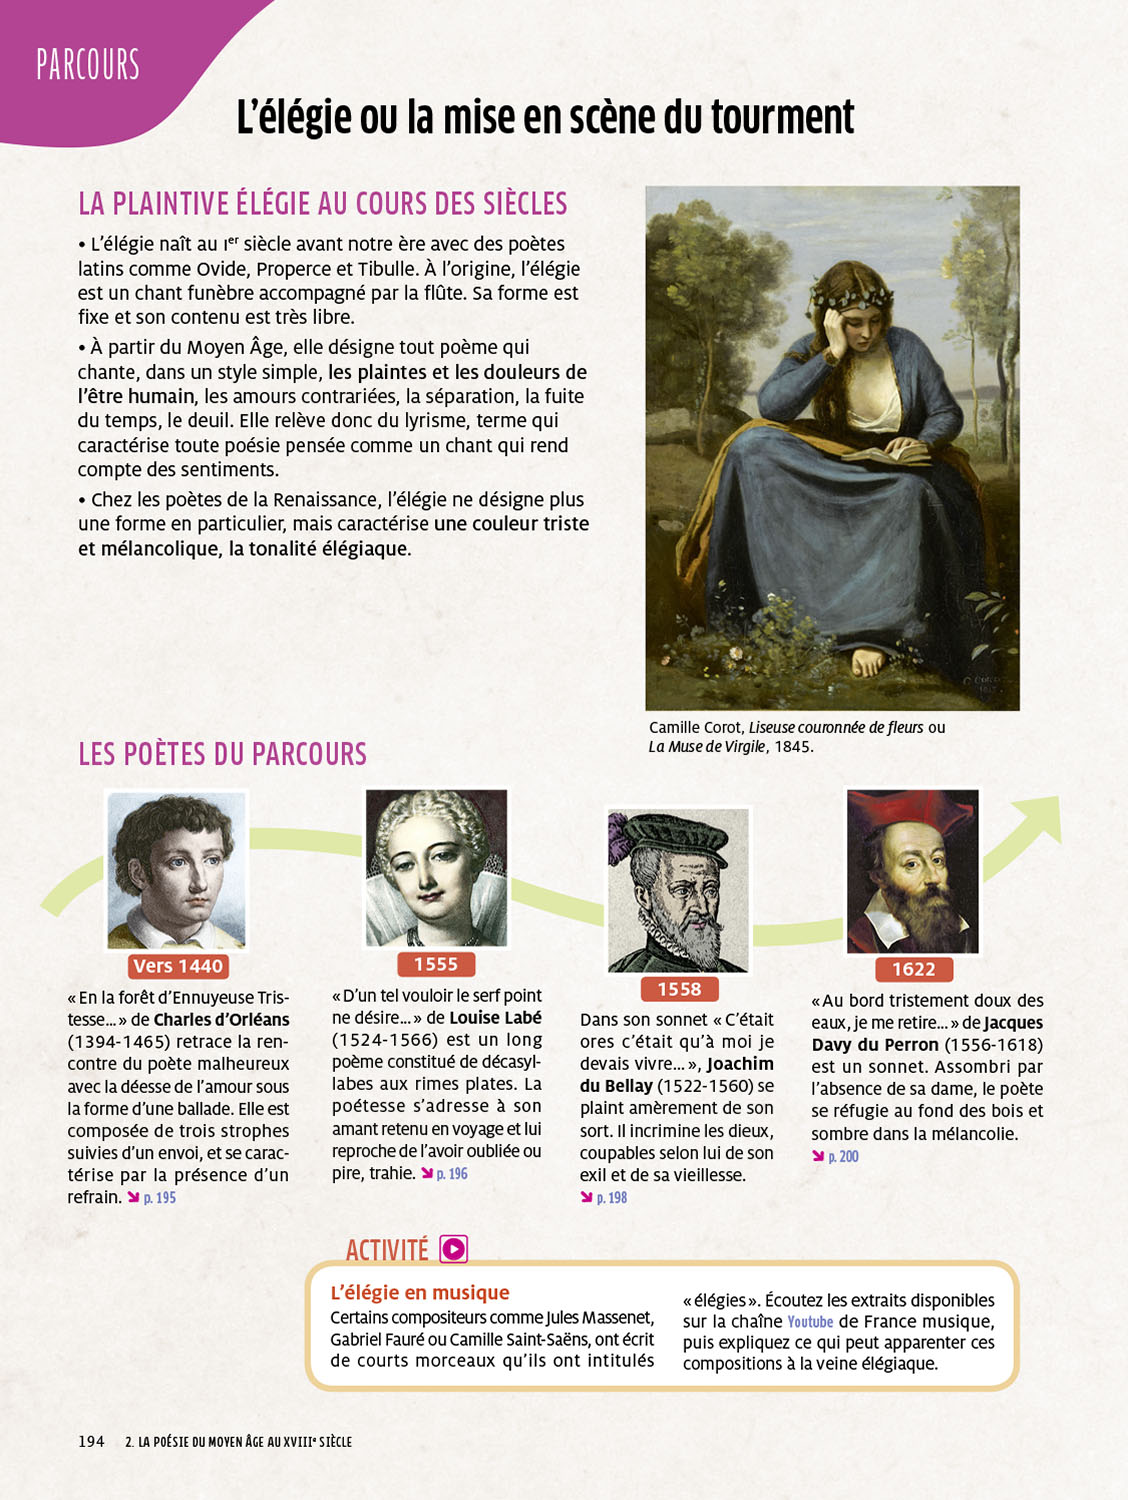 PARCOURS
L’élégie ou la mise en scène du tourment
LA PLAINTIVE ÉLÉGIE AU COURS DES SIÈCLES
• L’élégie naît au Ier siècle avant notre ère avec des poètes
latins comme Ovide, Properce et Tibulle. À l’origine, l’élégie
est un chant funèbre accompagné par la flûte. Sa forme est
fixe et son contenu est très libre.
• À partir du Moyen Âge, elle désigne tout poème qui
chante, dans un style simple, les plaintes et les douleurs de
l’être humain, les amours contrariées, la séparation, la fuite
du temps, le deuil. Elle relève donc du lyrisme, terme qui
caractérise toute poésie pensée comme un chant qui rend
compte des sentiments.
• Chez les poètes de la Renaissance, l’élégie ne désigne plus
une forme en particulier, mais caractérise une couleur triste
et mélancolique, la tonalité élégiaque.
Camille Corot, Liseuse couronnée de fleurs ou
La Muse de Virgile, 1845.
LES POÈTES DU PARCOURS
Vers 1440
« En la forêt d’Ennuyeuse Tris-
tesse... » de Charles d’Orléans
(1394-1465) retrace la ren-
contre du poète malheureux
avec la déesse de l’amour sous
la forme d’une ballade. Elle est
composée de trois strophes
suivies d’un envoi, et se carac-
térise par la présence d’un
refrain. p. 195
1555
« D’un tel vouloir le serf point
ne désire... » de Louise Labé
(1524-1566) est un long
poème constitué de décasyl-
labes aux rimes plates. La
poétesse s’adresse à son
amant retenu en voyage et lui
reproche de l’avoir oubliée ou
pire, trahie. p. 196
1558
Dans son sonnet « C’était
ores c’était qu’à moi je
devais vivre... », Joachim
du Bellay (1522-1560) se
plaint amèrement de son
sort. Il incrimine les dieux,
coupables selon lui de son
exil et de sa vieillesse.
p. 198
1622
« Au bord tristement doux des
eaux, je me retire... » de Jacques
Davy du Perron (1556-1618)
est un sonnet. Assombri par
l’absence de sa dame, le poète
se réfugie au fond des bois et
sombre dans la mélancolie.
p. 200
ACTIVITÉ
L’élégie en musique
Certains compositeurs comme Jules Massenet,
Gabriel Fauré ou Camille Saint-Saëns, ont écrit
de courts morceaux qu’ils ont intitulés
« élégies ». Écoutez les extraits disponibles
sur la chaîne Youtube de France musique,
puis expliquez ce qui peut apparenter ces
compositions à la veine élégiaque.
194 2. LA POÉSIE DU MOYEN ÂGE AU XVIIIe SIÈCLE